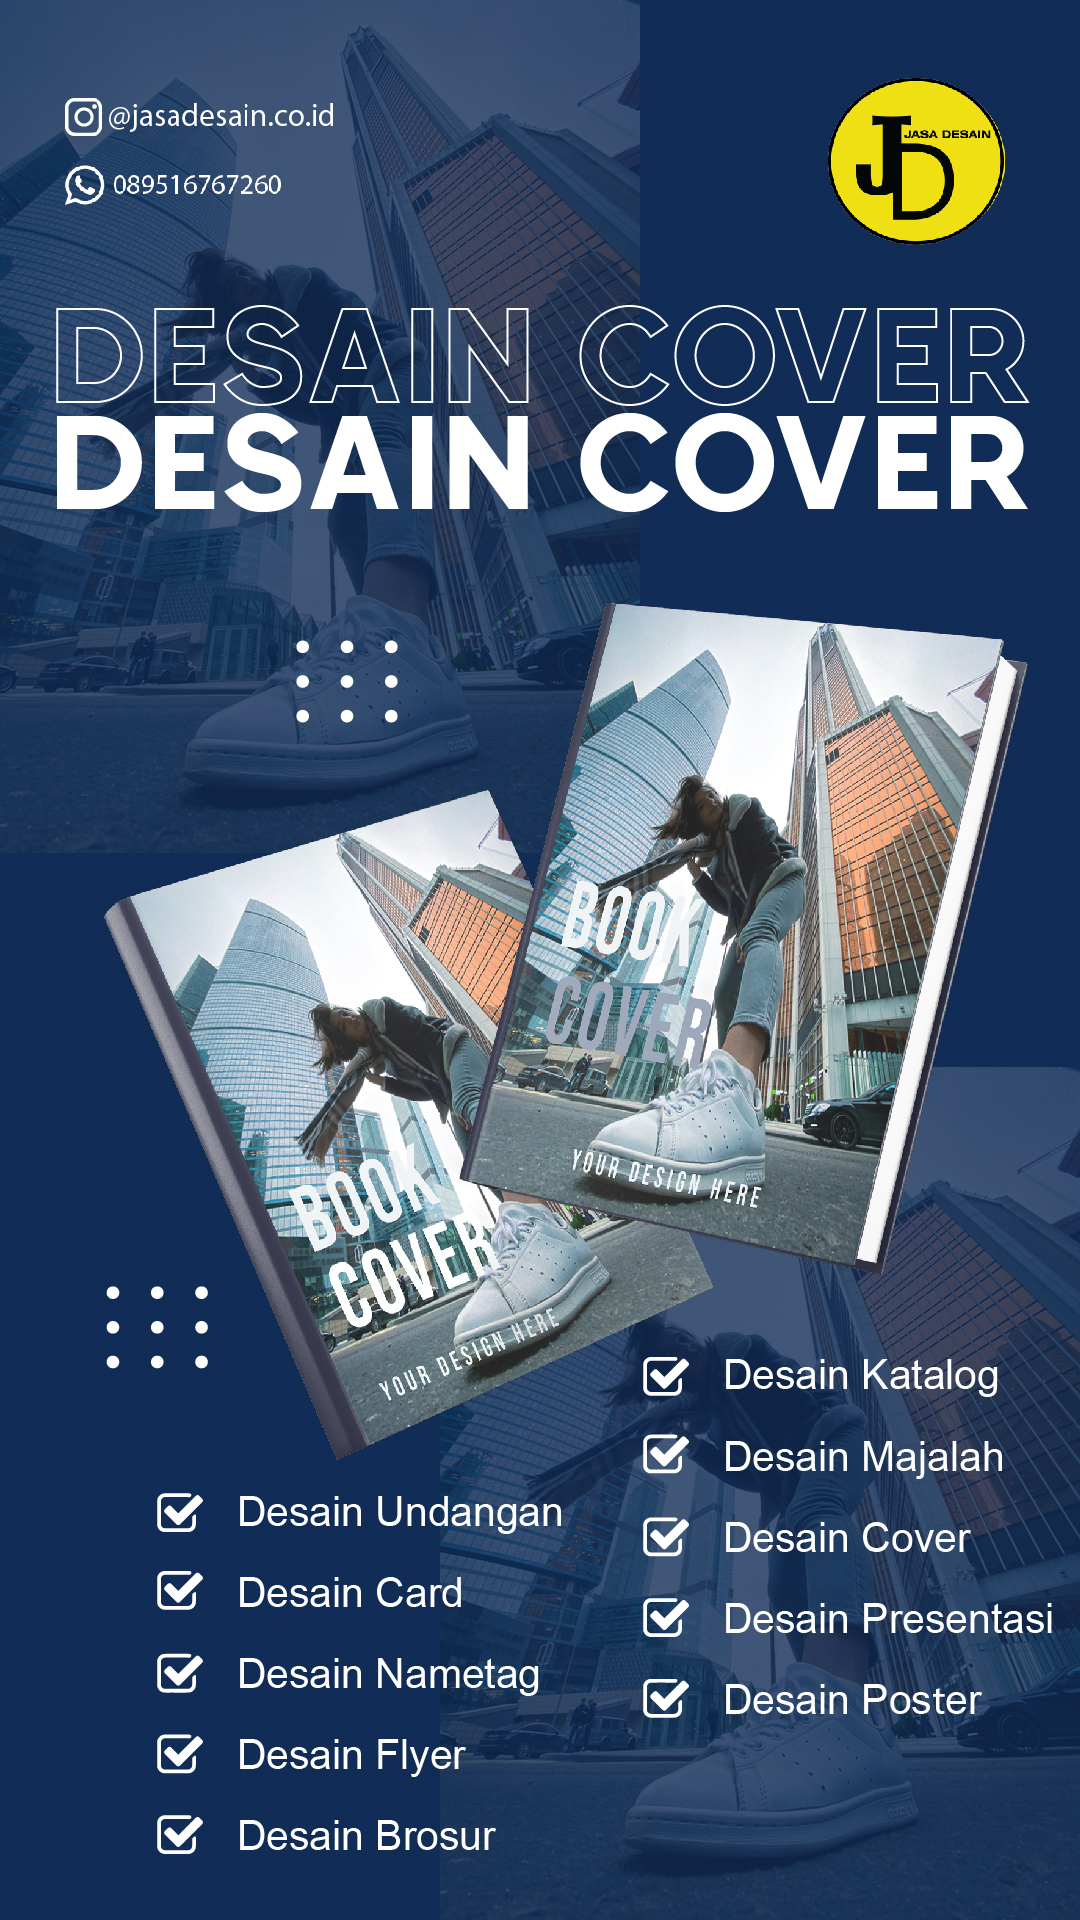 @jasadesain.co.id
089516767260
JASA DESAIN
JD
DESAIN COVER
DESAIN COVER
BOOK
COVER
YOUR DESIGN HERE
BOOK
COVER
YOUR DESIGN HERE
Desain Undangan
Desain Card
Desain Nametag
Desain Flyer
Desain Brosur
Desain Katalog
Desain Majalah
Desain Cover
Desain Presentasi
Desain Poster